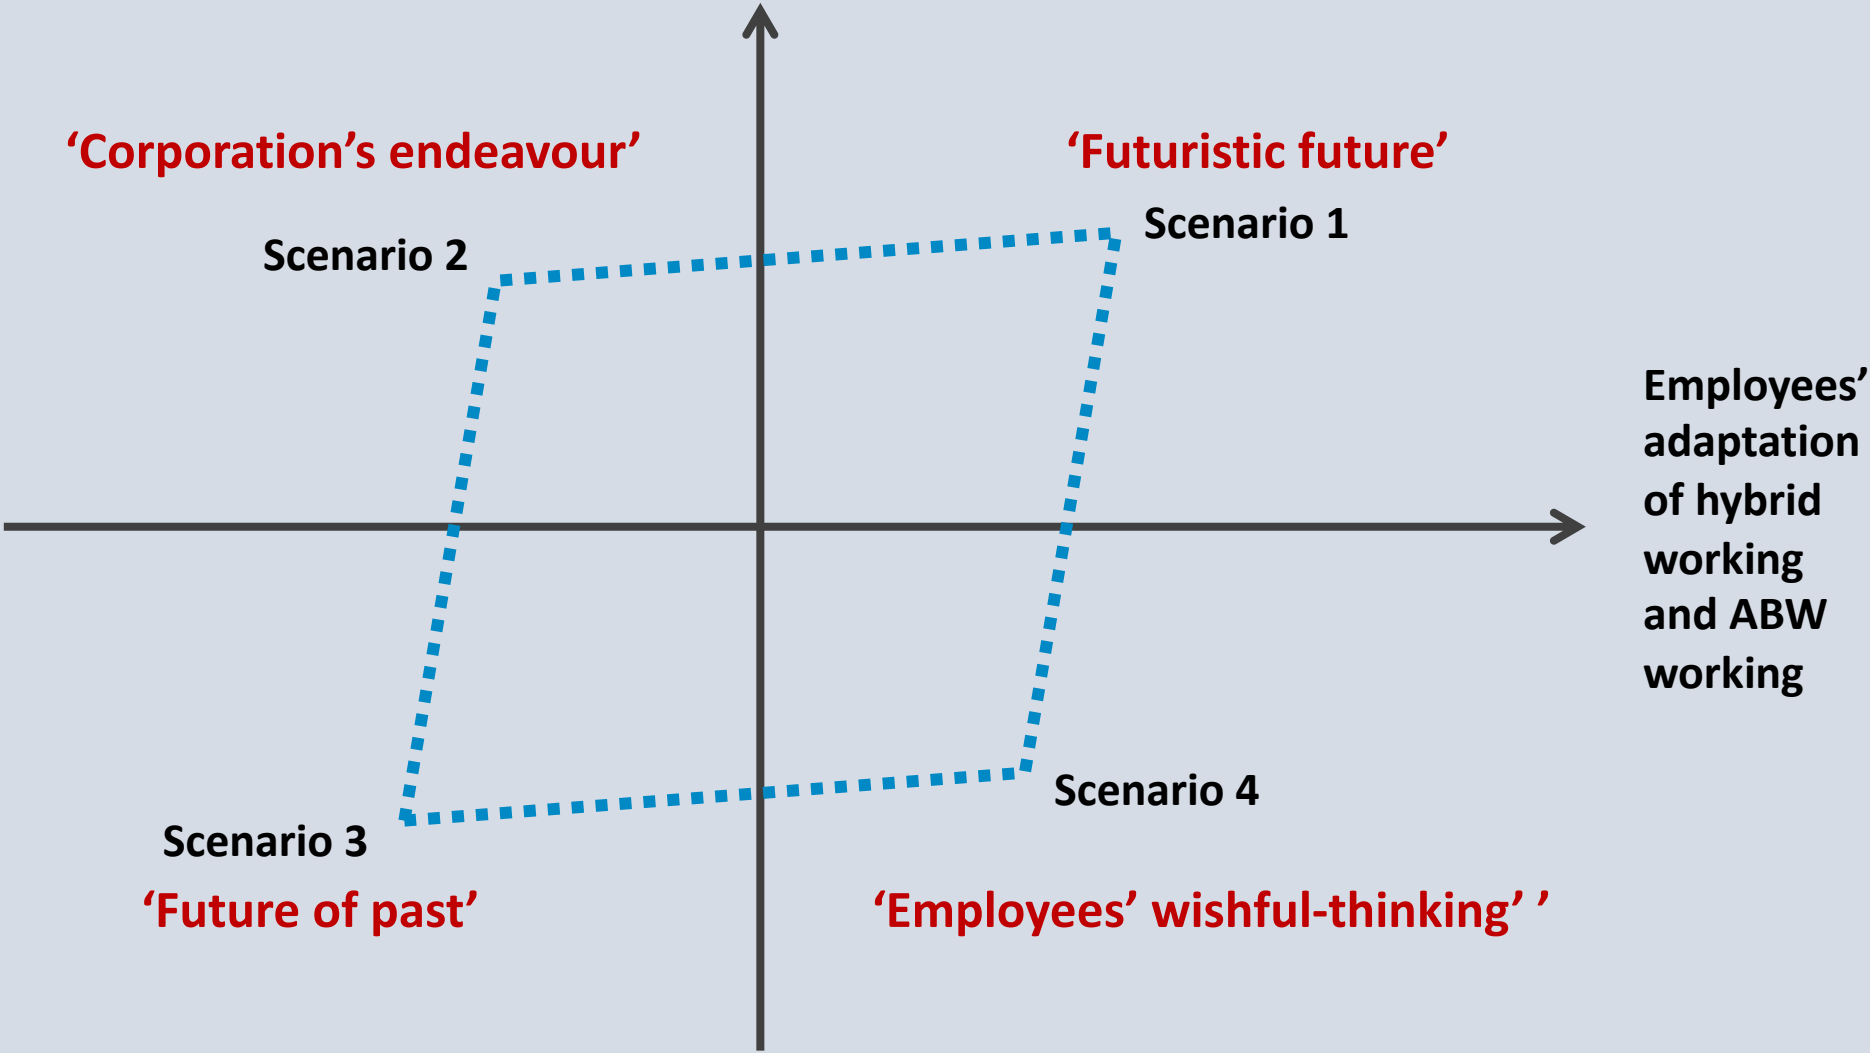 ‘Corporation’s endeavour’
‘Futuristic future’
Scenario 1
Scenario 2
Employees’
adaptation
of hybrid
working
and ABW
working
Scenario 4
Scenario 3
‘Future of past’
‘Employees’ wishful-thinking’ ’